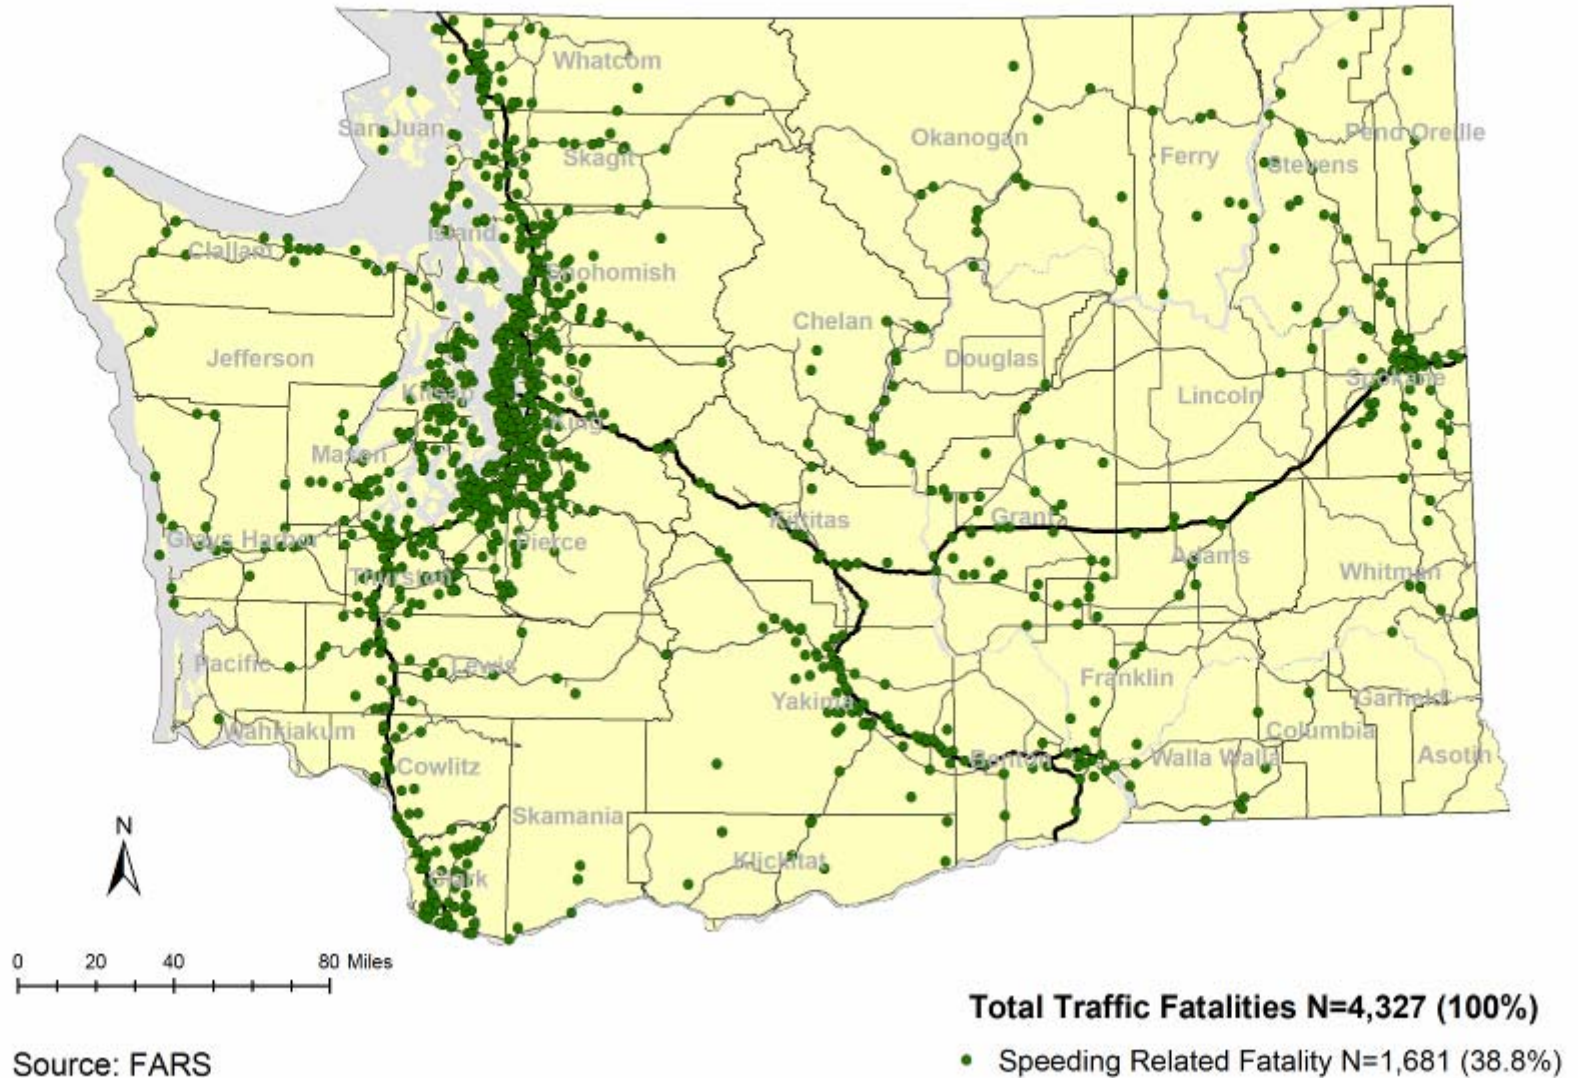 Whatcom
San Juan
Okanogan
Pend Oreille
Skagit
Ferry
Stevens
Island
Clallam
Snohomish
Chelan
Jefferson
Douglas
Kitsap
Spokane
Lincoln
King
Mason
Kittitas
Grant
Grays Harbor
Pierce
Adams
Thurston
Whitman
Pacific
Lewis
Franklin
Yakima
Garfield
Wahkiakum
Columbia
Cowlitz
Benton
Walla Walla
Asotin
Skamania
N
Klickitat
Clark
0 20 40 80 Miles
Total Traffic Fatalities N=4,327 (100%)
Source: FARS
Speeding Related Fatality N=1,681 (38.8%)